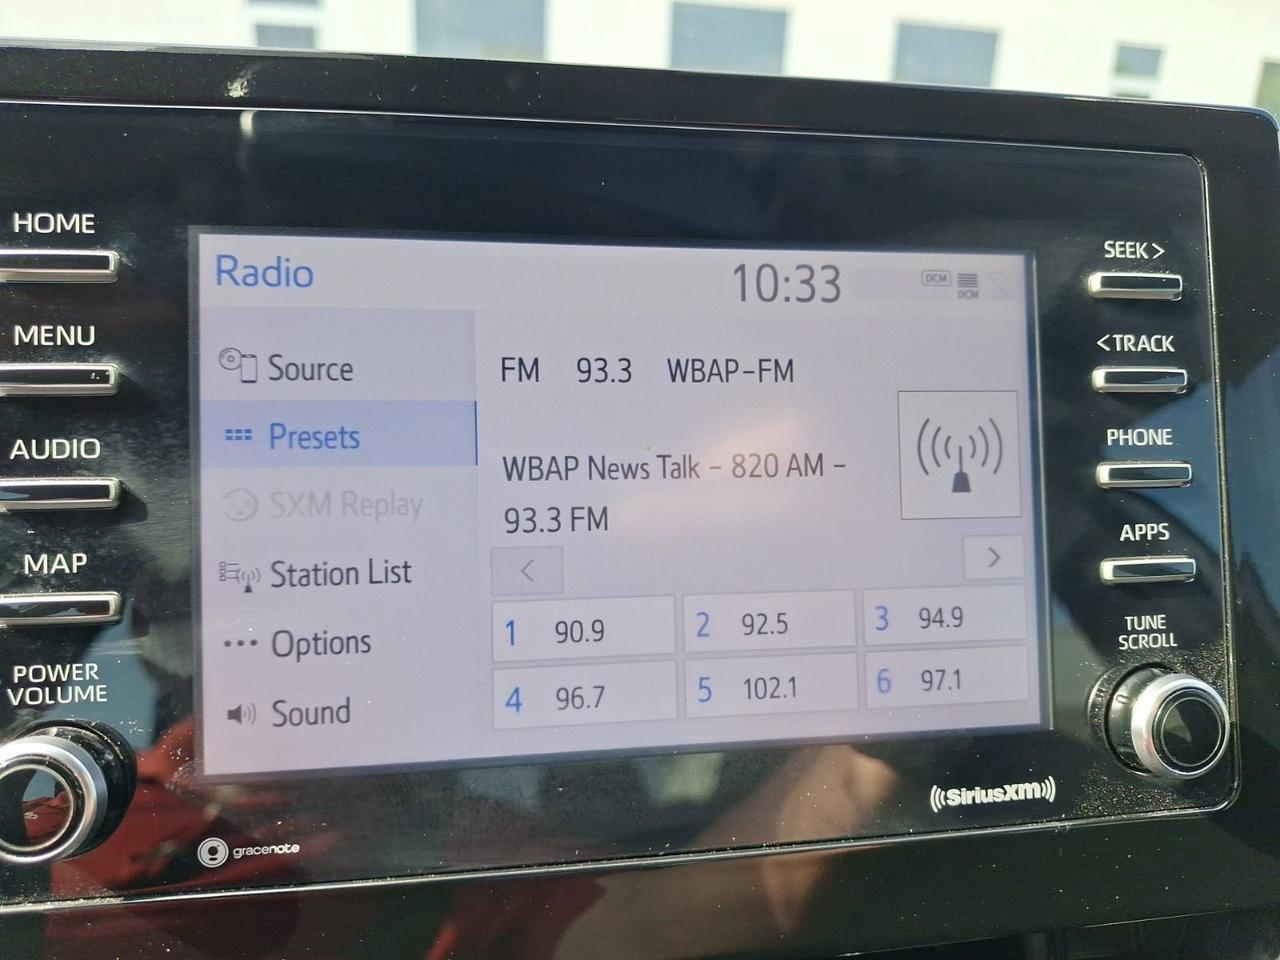 HOME
MENU
AUDIO
MAP
POWER
VOLUME
Radio
10:33
DCM
DCM
Source
Presets
SXM Replay
Station List
Options
Sound
FM 93.3 WBAP-FM
WBAP News Talk - 820 AM -
93.3 FM
<
>
1 90.9
2 92.5
3 94.9
4 96.7
5 102.1
6 97.1
SEEK>
<TRACK
PHONE
APPS
TUNE
SCROLL
gracenote
((SiriusXM))